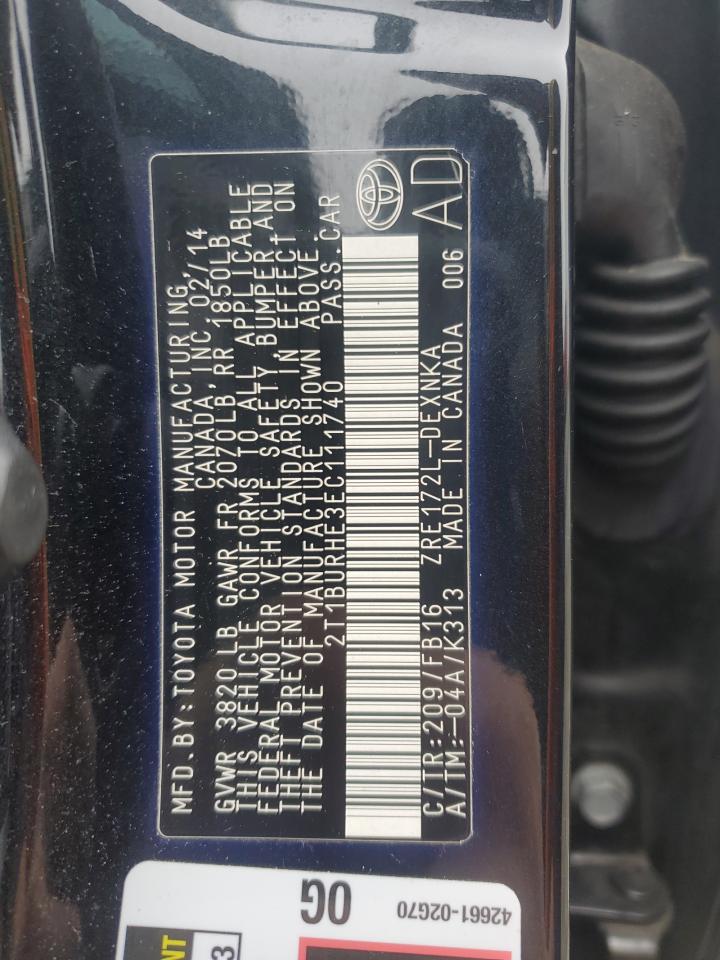 MFD.BY:TOYOTA MOTOR MANUFACTURING,
CANADA,INC 02/14
GVWR 3820LB GAWR FR 2070LB RR 1850LB
THIS VEHICLE CONFORMS TO ALL APPLICABLE
FEDERAL MOTOR VEHICLE SAFETY,BUMPER,AND
THEFT PREVENTION STANDARDS IN EFFECT ON
THE DATE OF MANUFACTURE SHOWN ABOVE.
2T1BURHE3EC111740 PASS.CAR
C/TR:209/FB16 ZRE172L-DEXNKA
A/TM:-04A/K313 MADE IN CANADA 006
AD
0G
42661-02G70
NT
3